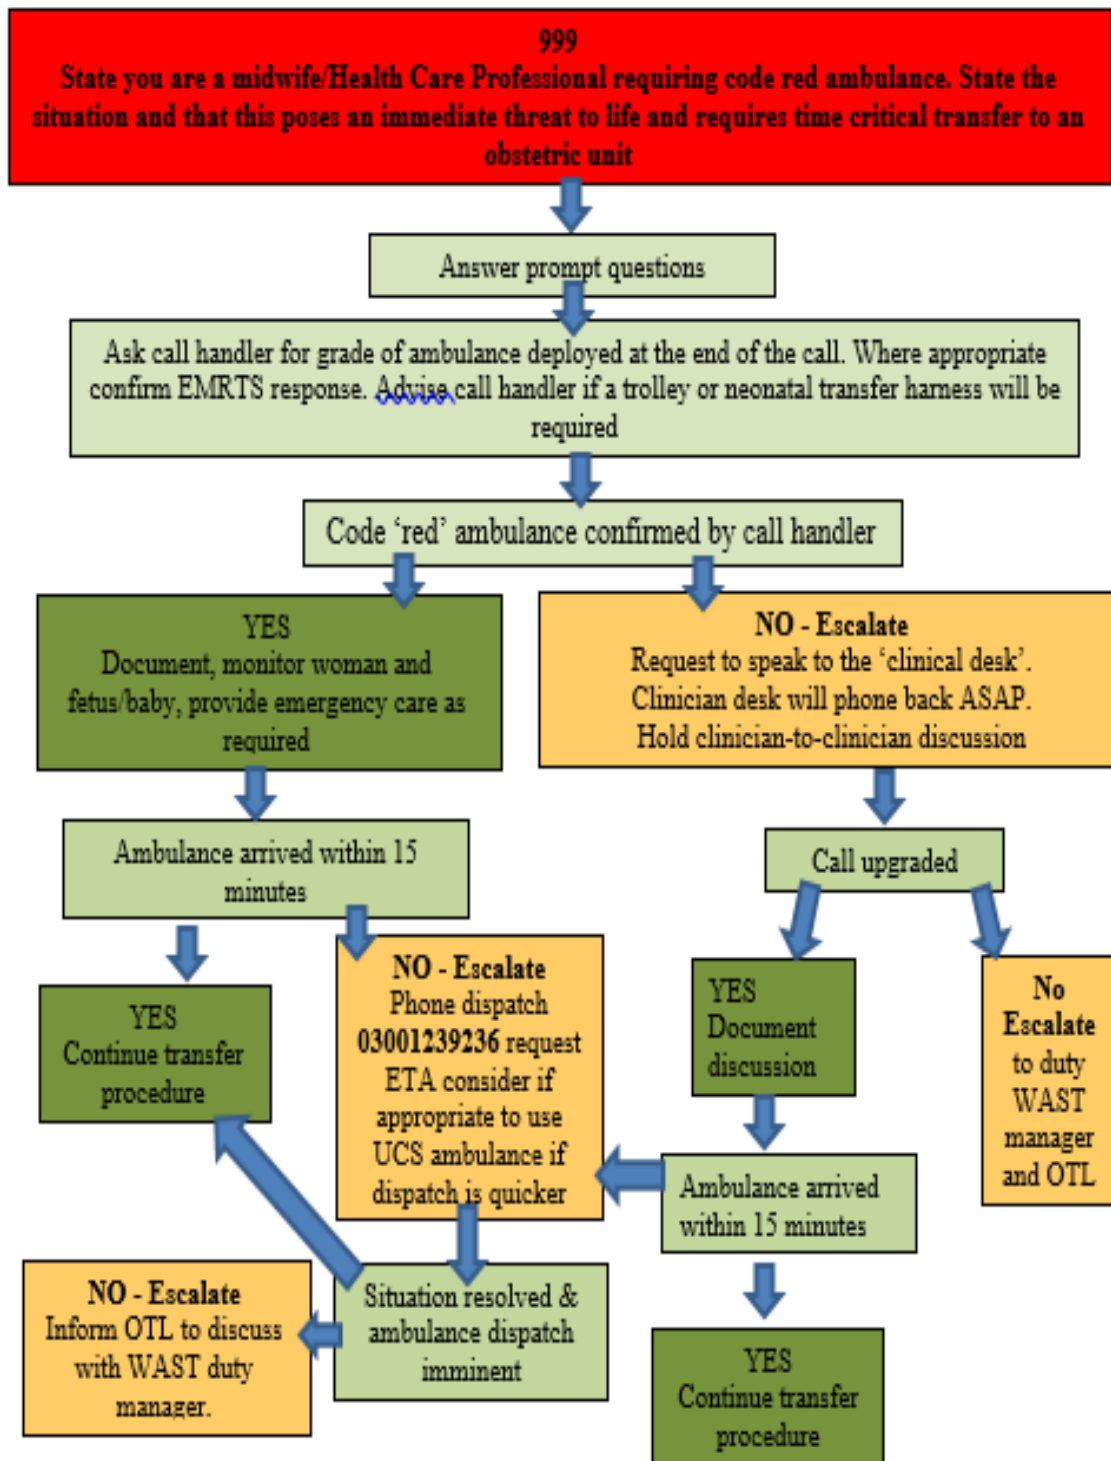 999
State you are a midwife/Health Care Professional requiring code red ambulance. State the
situation and that this poses an immediate threat to life and requires time critical transfer to an
obstetric unit
Answer prompt questions
Ask call handler for grade of ambulance deployed at the end of the call. Where appropriate
confirm EMRTS response. Advise call handler if a trolley or neonatal transfer harness will be
required
Code ‘red’ ambulance confirmed by call handler
YES
Document, monitor woman and
fetus/baby, provide emergency care as
required
NO - Escalate
Request to speak to the ‘clinical desk’.
Clinician desk will phone back ASAP.
Hold clinician-to-clinician discussion
Ambulance arrived within 15
minutes
Call upgraded
YES
Continue transfer
procedure
NO - Escalate
Phone dispatch
03001239236 request
ETA consider if
appropriate to use
UCS ambulance if
dispatch is quicker
YES
Document
discussion
No
Escalate
to duty
WAST
manager
and OTL
Ambulance arrived
within 15 minutes
NO - Escalate
Inform OTL to discuss
with WAST duty
manager.
Situation resolved &
ambulance dispatch
imminent
YES
Continue transfer
procedure